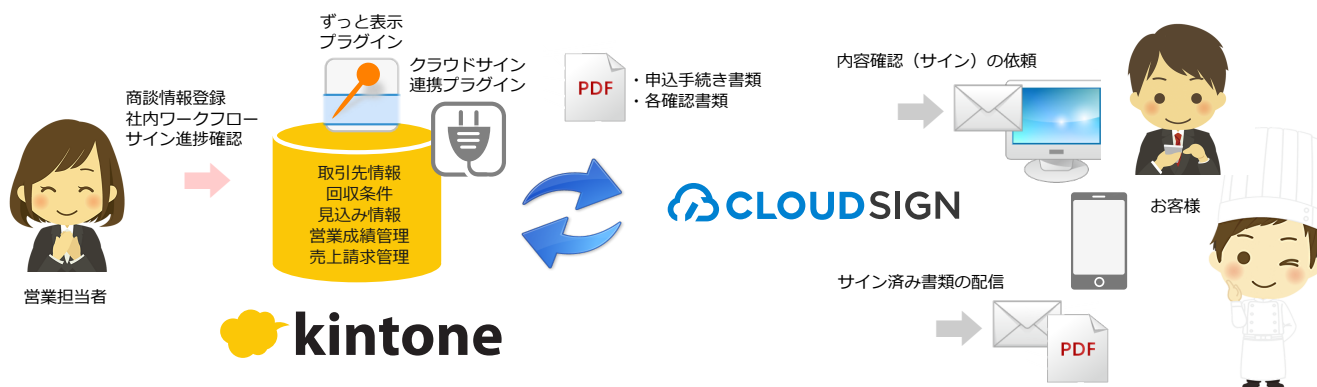 ずっと表示
プラグイン
クラウドサイン
連携プラグイン
商談情報登録
社内ワークフロー
サイン進捗確認
取引先情報
回収条件
見込み情報
営業成績管理
売上請求管理
営業担当者
kintone
PDF
・申込手続き書類
・各確認書類
CLOUDSIGN
内容確認（サイン）の依頼
お客様
サイン済み書類の配信
PDF